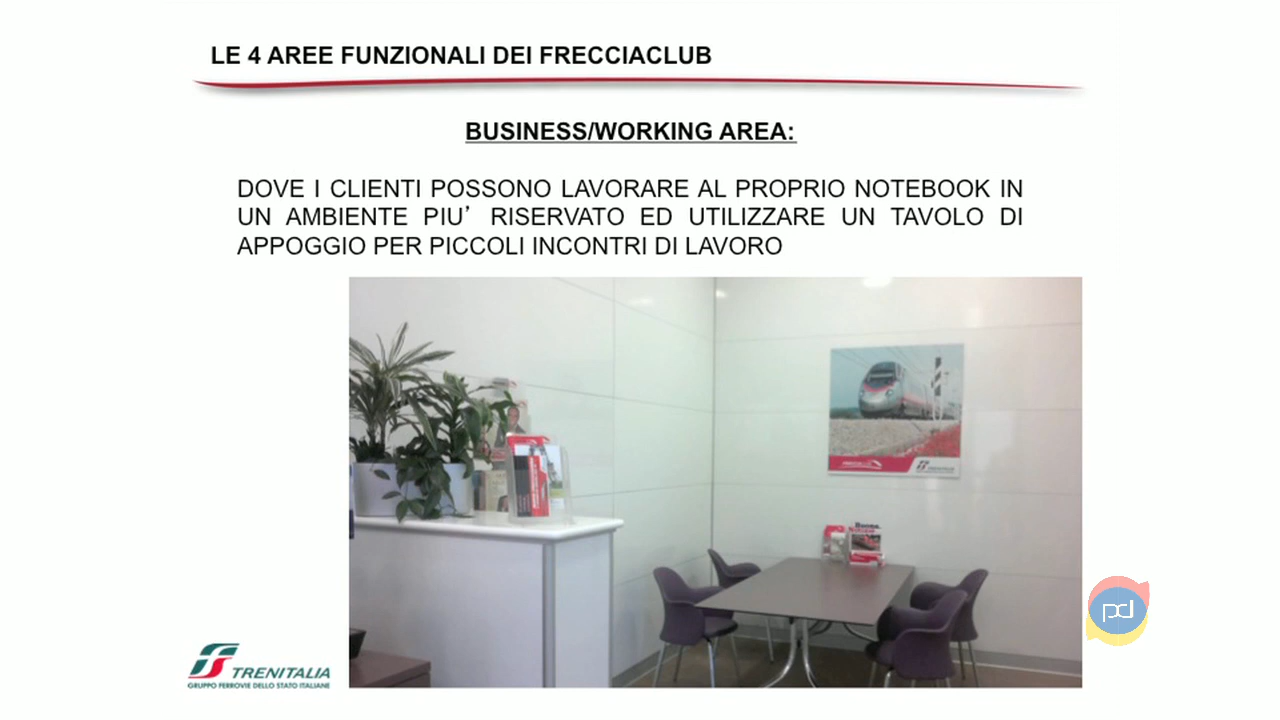 LE 4 AREE FUNZIONALI DEI FRECCIACLUB
BUSINESS/WORKING AREA:
DOVE I CLIENTI POSSONO LAVORARE AL PROPRIO NOTEBOOK IN
UN AMBIENTE PIU’ RISERVATO ED UTILIZZARE UN TAVOLO DI
APPOGGIO PER PICCOLI INCONTRI DI LAVORO
TRENITALIA
TRENITALIA
GRUPPO FERROVIE DELLO STATO ITALIANE
pd